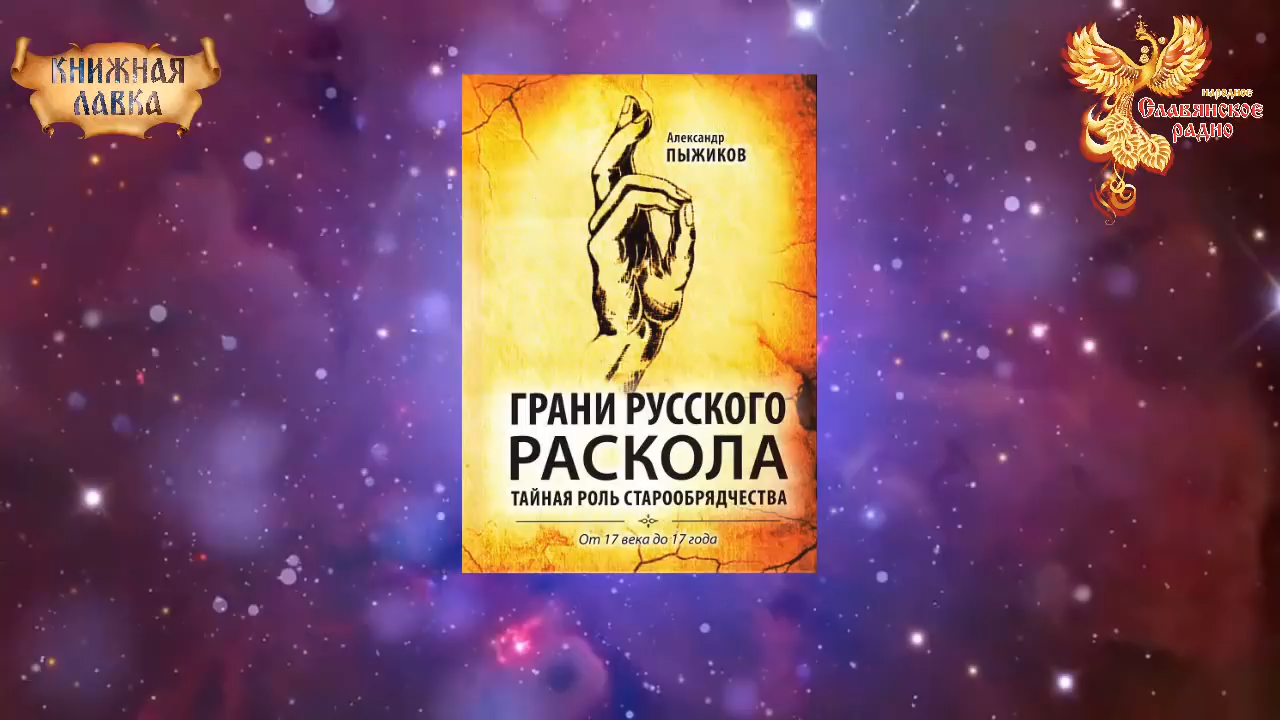 КНИЖНАЯ
ЛАВКА
народное
Славянское
радио
Александр
ПЫЖИКОВ
ГРАНИ РУССКОГО
РАСКОЛА
ТАЙНАЯ РОЛЬ СТАРООБРЯДЧЕСТВА
От 17 века до 17 года